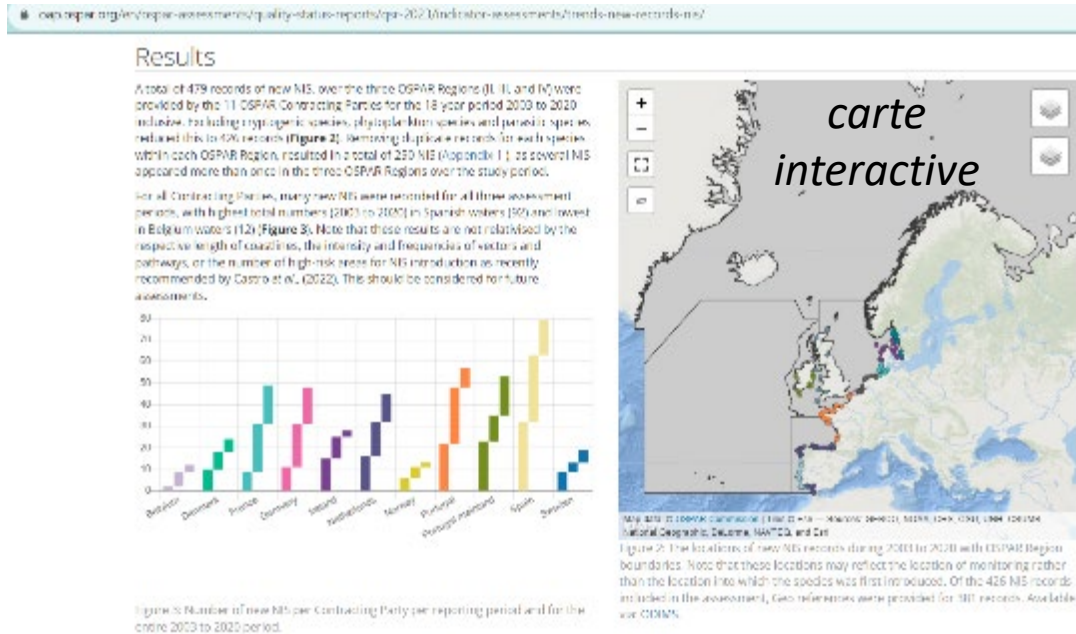 oap.ospar.org/en/ospar-assessments/quality-status-reports/qsr-2023/indicator-assessments/trends-new-records-nis/
Results
A total of 479 records of new NIS, over the three OSPAR Regions (II, III, and IV) were
provided by the 11 OSPAR Contracting Parties for the 18 year period 2003 to 2020
inclusive. Excluding cryptogenic species, phytoplankton species and parasitic species
reduced this to 426 records (Figure 2). Removing duplicate records for each species
within each OSPAR Region, resulted in a total of 250 NIS (Appendix 1), as several NIS
appeared more than once in the three OSPAR Regions over the study period.
For all Contracting Parties, many new NIS were recorded for all three assessment
periods, with highest total numbers (2003 to 2020) in Spanish waters (92) and lowest
in Belgium waters (12) (Figure 3). Note that these results are not relativised by the
respective length of coastlines, the intensity and frequencies of vectors and
pathways, or the number of high-risk areas for NIS introduction as recently
recommended by Castro et al., (2022). This should be considered for future
assessments.
80
70
60
50
40
30
20
10
0
Belgium
Denmark
France
Germany
Ireland
Netherlands
Norway
Portugal
Portugal mainland
Spain
Sweden
Figure 3: Number of new NIS per Contracting Party per reporting period and for the
entire 2003 to 2020 period.
+
−
carte
interactive
Map data © OSPAR Commission | Tiles © Esri — Sources: GEBCO, NOAA,
National Geographic, DeLorme, NAVTEQ, and Esri
Figure 2: The locations of new NIS records during 2003 to 2020 with OSPAR Region
boundaries. Note that these locations may reflect the location of monitoring rather
than the location into which the species was first introduced. Of the 426 NIS records
included in the assessment, Geo references were provided for 381 records. Available
via: ODIMS.